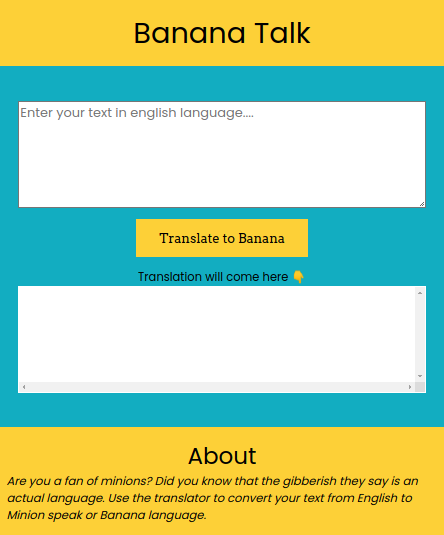 Banana Talk
Enter your text in english language....
Translate to Banana
Translation will come here 👇
About
Are you a fan of minions? Did you know that the gibberish they say is an
actual language. Use the translator to convert your text from English to
Minion speak or Banana language.